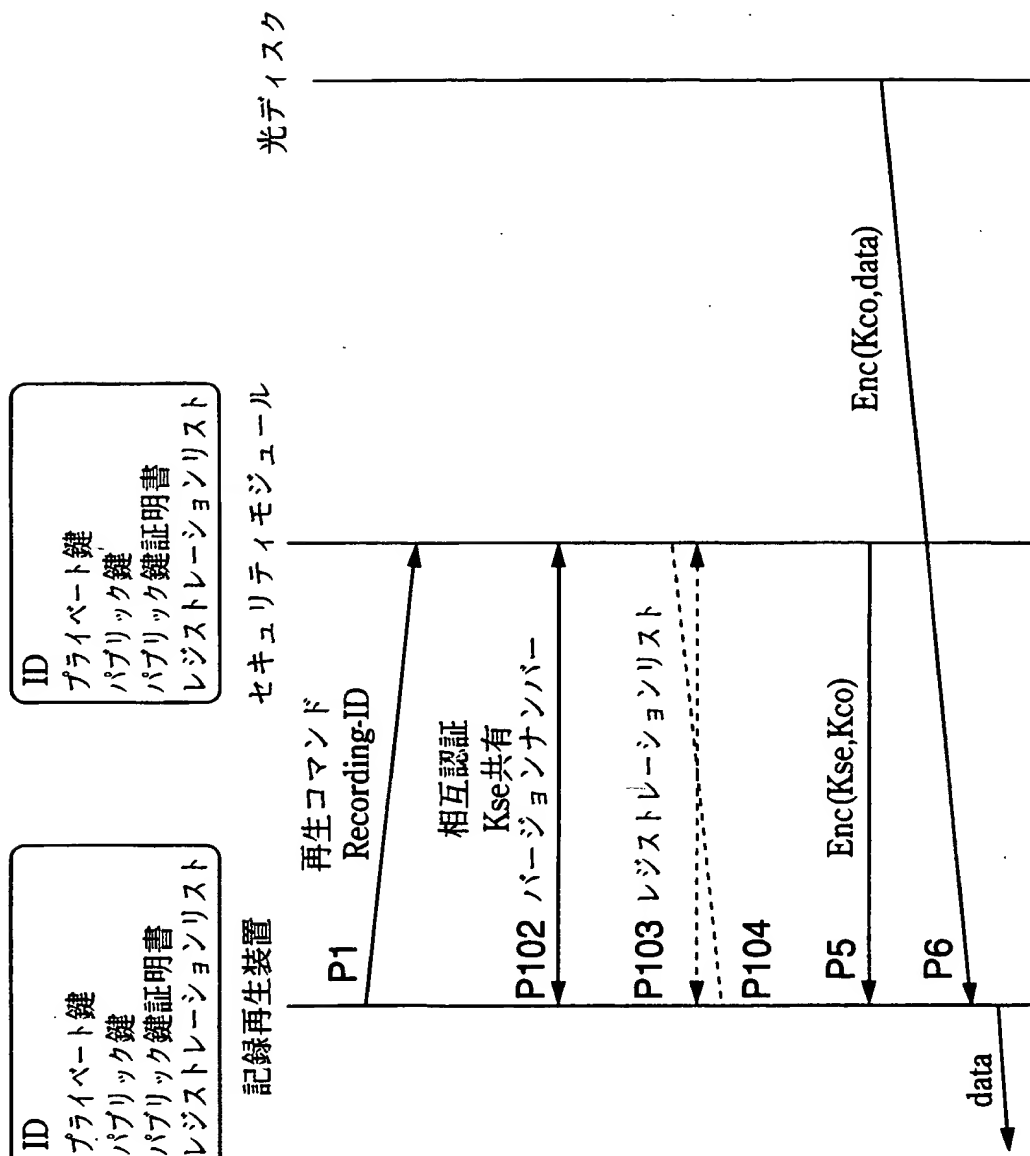 ID
プライベート鍵
パブリック鍵
パブリック鍵証明書
レジストレーションリスト
ID
プライベート鍵
パブリック鍵
パブリック鍵証明書
レジストレーションリスト
記録再生装置
セキュリティモジュール
光ディスク
再生コマンド
Recording-ID
P1
相互認証
Kse共有
P102 バージョンナンバー
P103 レジストレーションリスト
P104
P5
Enc(Kse,Kco)
P6
Enc(Kco,data)
data